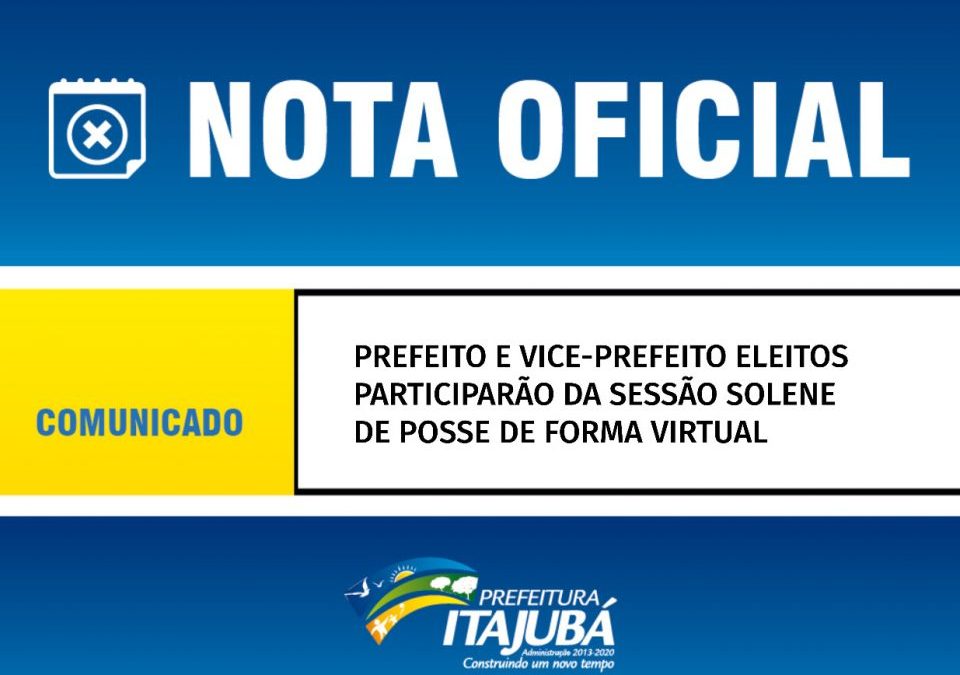 NOTA OFICIAL
COMUNICADO
PREFEITO E VICE-PREFEITO ELEITOS
PARTICIPARÃO DA SESSÃO SOLENE
DE POSSE DE FORMA VIRTUAL
PREFEITURA
ITAJUBÁ
Administração 2013-2020
Construindo um novo tempo